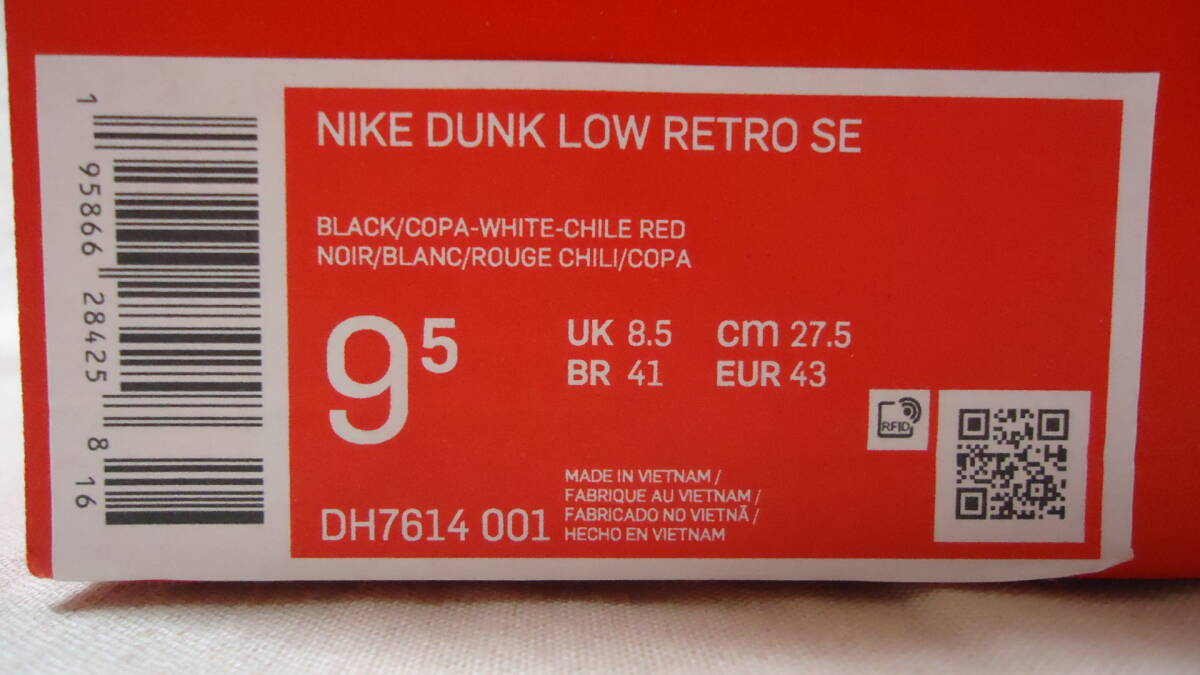 NIKE DUNK LOW RETRO SE
BLACK/COPA-WHITE-CHILE RED
NOIR/BLANC/ROUGE CHILI/COPA
9 5
UK 8.5 cm 27.5
BR 41 EUR 43
RFID
MADE IN VIETNAM /
FABRIQUE AU VIETNAM /
FABRICADO NO VIETNÃ /
HECHO EN VIETNAM
DH7614 001
1 95866 28425 8 16